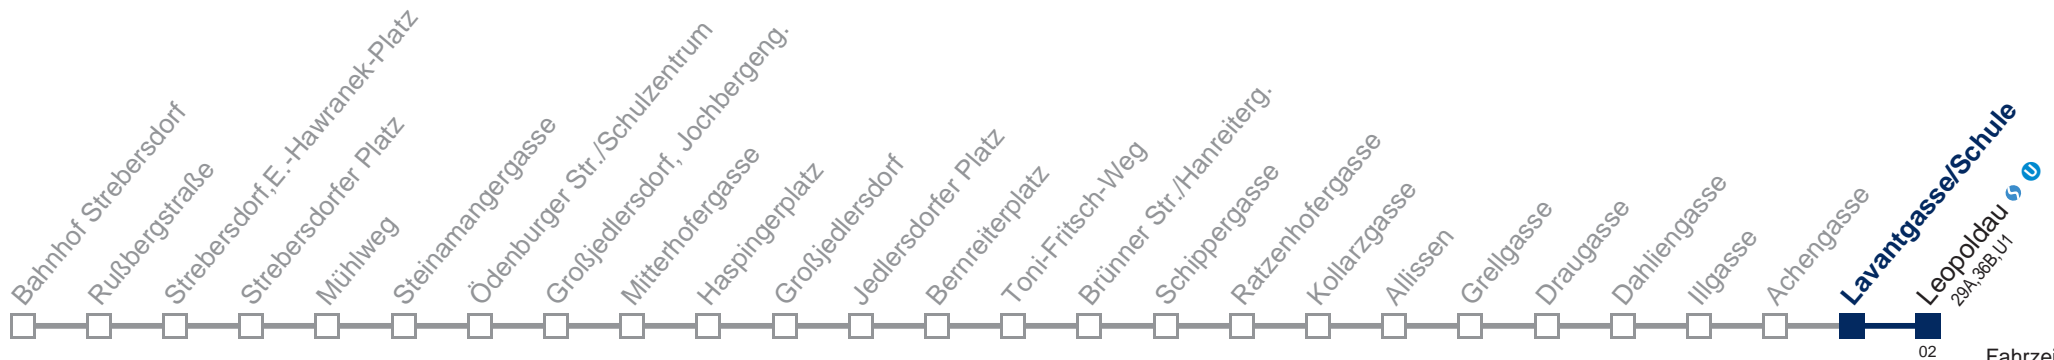 Bahnhof Strebersdorf
Rußbergstraße
Strebersdorf,E.-Hawranek-Platz
Strebersdorfer Platz
Mühlweg
Steinamangergasse
Ödenburger Str./Schulzentrum
Großjedlersdorf, Jochbergeng.
Mitterhofergasse
Haspingerplatz
Großjedlersdorf
Jedlersdorfer Platz
Bernreiterplatz
Toni-Fritsch-Weg
Brünner Str./Hanreiterg.
Schippergasse
Ratzenhofergasse
Kollarzgasse
Allissen
Grellgasse
Draugasse
Dahliengasse
Illgasse
Achengasse
Lavantgasse/Schule
Leopoldau S U
29A,36B,U1
02